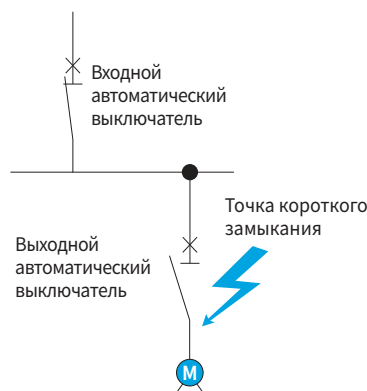 Входной
автоматический
выключатель
Точка короткого
замыкания
Выходной
автоматический
выключатель
M